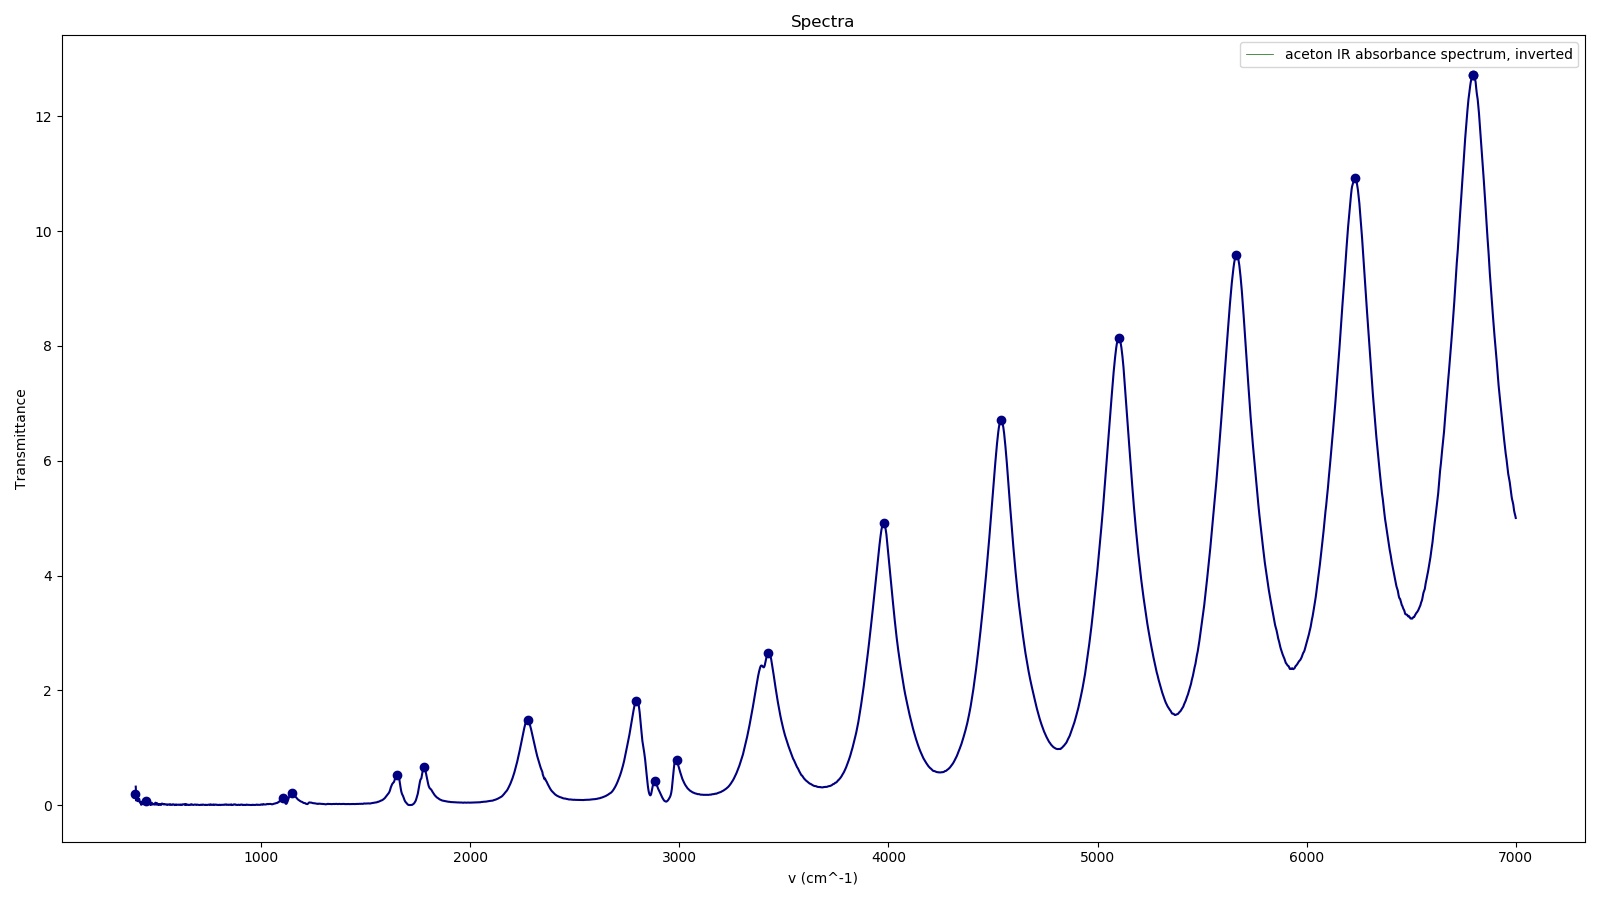 Spectra
aceton IR absorbance spectrum, inverted
Transmittance
12
10
8
6
4
2
0
1000 2000 3000 4000 5000 6000 7000
v (cm^-1)